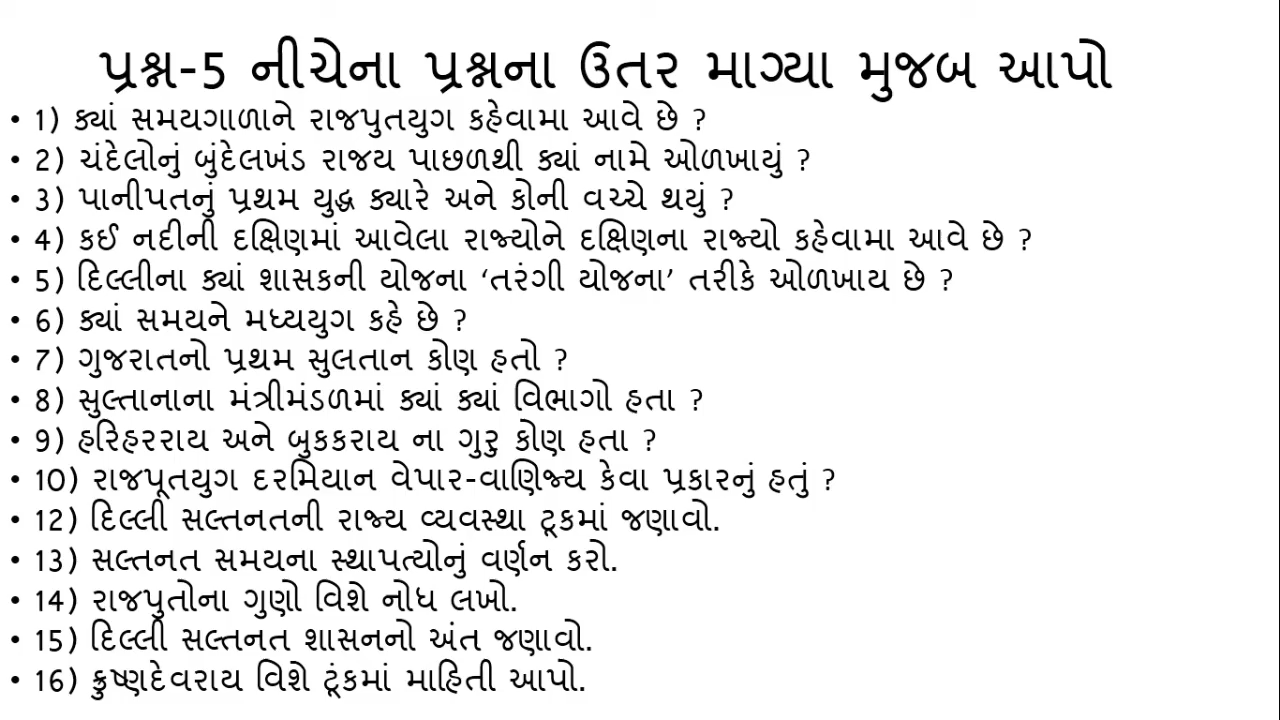 પ્રશ્ન-5 નીચેના પ્રશ્નના ઉતર માગ્યા મુજબ આપો
• 1) ક્યાં સમયગાળાને રાજપુતયુગ કહેવામા આવે છે ?
• 2) ચંદેલોનું બુંદેલખંડ રાજય પાછળથી ક્યાં નામે ઓળખાયું ?
• 3) પાનીપતનું પ્રથમ યુદ્ધ ક્યારે અને કોની વચ્ચે થયું ?
• 4) કઈ નદીની દક્ષિણમાં આવેલા રાજ્યોને દક્ષિણના રાજ્યો કહેવામા આવે છે ?
• 5) દિલ્લીના ક્યાં શાસકની યોજના ‘તરંગી યોજના’ તરીકે ઓળખાય છે ?
• 6) ક્યાં સમયને મધ્યયુગ કહે છે ?
• 7) ગુજરાતનો પ્રથમ સુલતાન કોણ હતો ?
• 8) સુલ્તાનાના મંત્રીમંડળમાં ક્યાં ક્યાં વિભાગો હતા ?
• 9) હરિહરરાય અને બુકકરાય ના ગુરુ કોણ હતા ?
• 10) રાજપૂતયુગ દરમિયાન વેપાર-વાણિજ્ય કેવા પ્રકારનું હતું ?
• 12) દિલ્લી સલ્તનતની રાજ્ય વ્યવસ્થા ટૂકમાં જણાવો.
• 13) સલ્તનત સમયના સ્થાપત્યોનું વર્ણન કરો.
• 14) રાજપુતોના ગુણો વિશે નોધ લખો.
• 15) દિલ્લી સલ્તનત શાસનનો અંત જણાવો.
• 16) ક્રુષ્ણદેવરાય વિશે ટૂંકમાં માહિતી આપો.